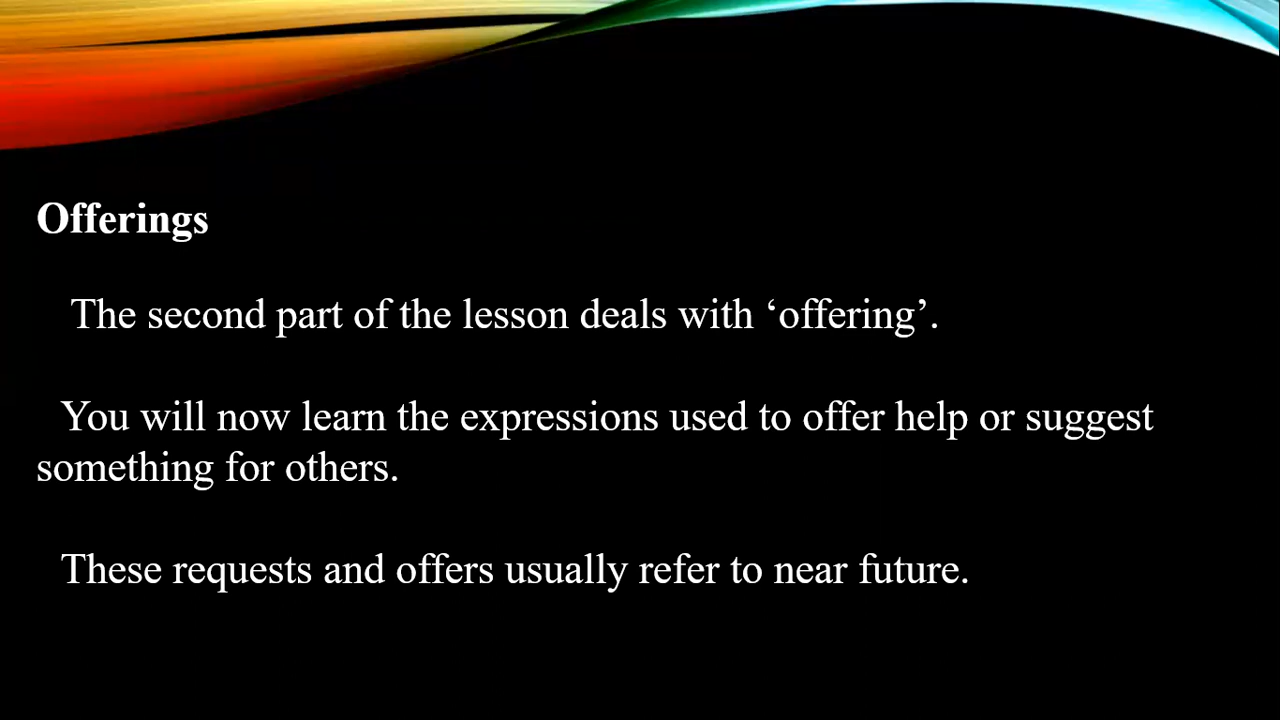 Offerings
The second part of the lesson deals with ‘offering’.
You will now learn the expressions used to offer help or suggest
something for others.
These requests and offers usually refer to near future.